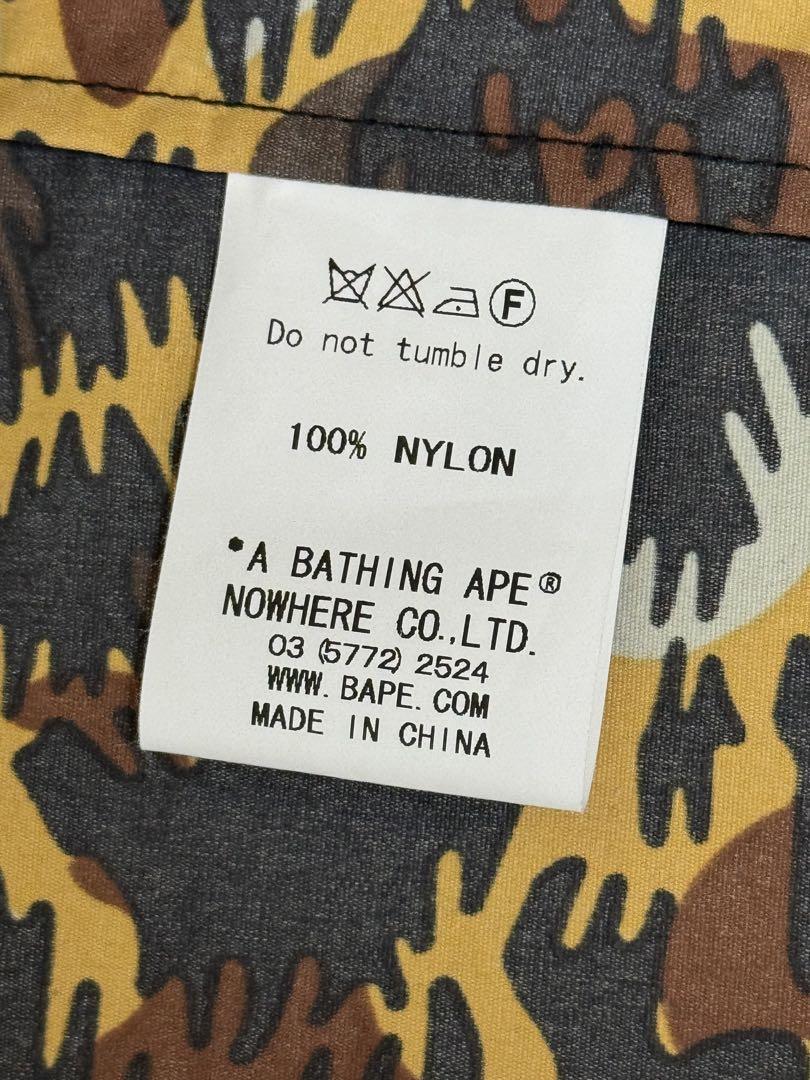 F
Do not tumble dry.
100% NYLON
*A BATHING APE®
NOWHERE CO.,LTD.
03 (5772) 2524
WWW. BAPE. COM
MADE IN CHINA